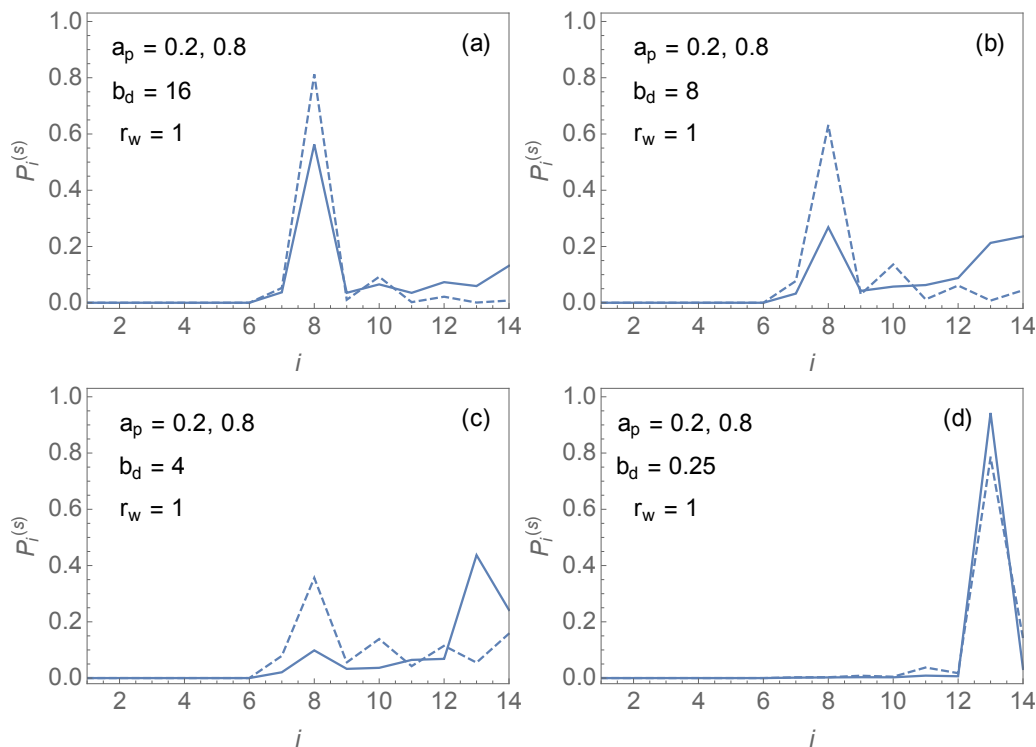 1.0
0.8
0.6
0.4
0.2
0.0
P_i^(s)
a_p = 0.2, 0.8
b_d = 16
r_w = 1
(a)
2 4 6 8 10 12 14
i
1.0
0.8
0.6
0.4
0.2
0.0
P_i^(s)
a_p = 0.2, 0.8
b_d = 8
r_w = 1
(b)
2 4 6 8 10 12 14
i
1.0
0.8
0.6
0.4
0.2
0.0
P_i^(s)
a_p = 0.2, 0.8
b_d = 4
r_w = 1
(c)
2 4 6 8 10 12 14
i
1.0
0.8
0.6
0.4
0.2
0.0
P_i^(s)
a_p = 0.2, 0.8
b_d = 0.25
r_w = 1
(d)
2 4 6 8 10 12 14
i